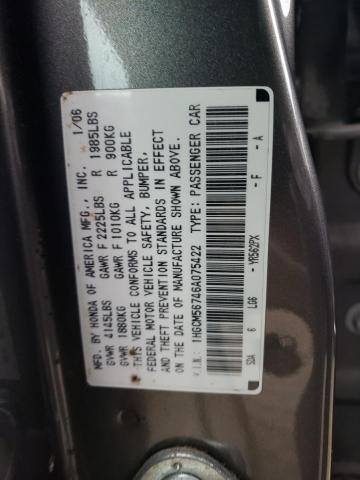 MFD. BY HONDA OF AMERICA MFG., INC. 1/06
GVWR 4145LBS GAWR F 2225LBS R 1985LBS
GVWR 1880KG GAWR F 1010KG R 900KG
THIS VEHICLE CONFORMS TO ALL APPLICABLE
FEDERAL MOTOR VEHICLE SAFETY, BUMPER,
AND THEFT PREVENTION STANDARDS IN EFFECT
ON THE DATE OF MANUFACTURE SHOWN ABOVE.
V.I.N.: 1HGCM56746A075422 TYPE: PASSENGER CAR
SDA 6 LG6 - YR562PX - F - A